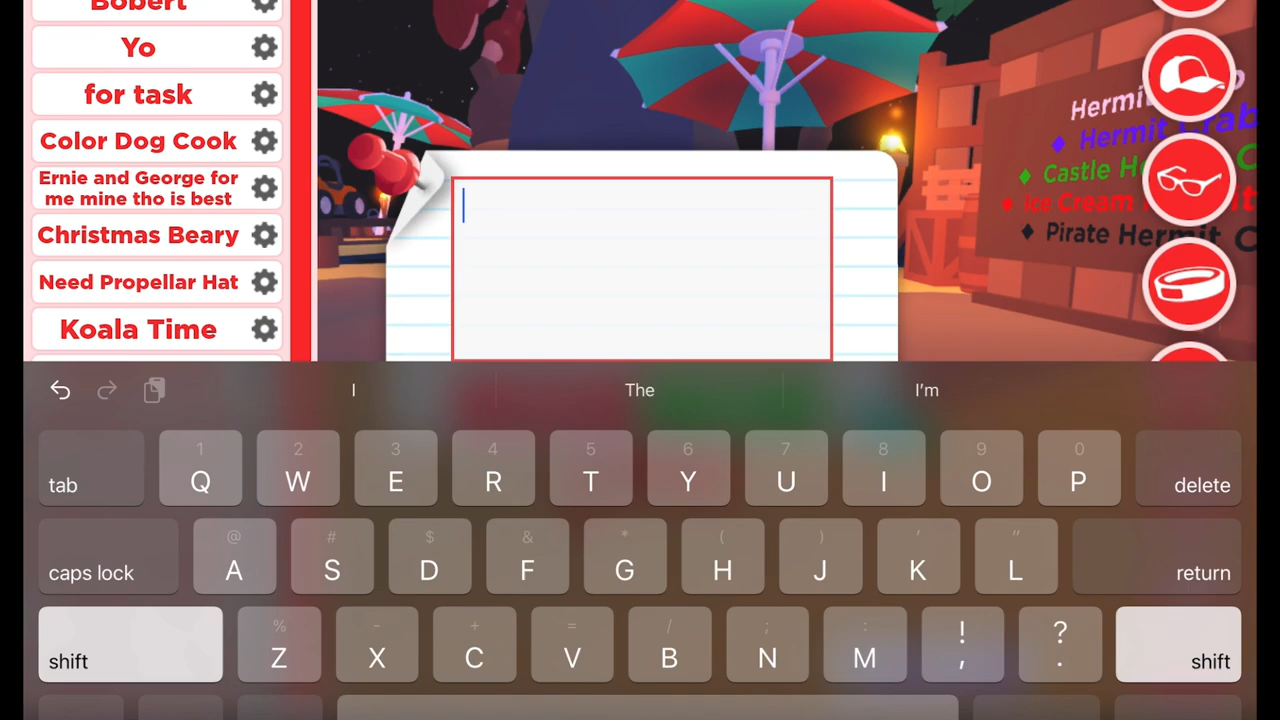 Bobert
Yo
for task
Color Dog Cook
Ernie and George for
me mine tho is best
Christmas Beary
Need Propellar Hat
Koala Time
Hermit
Hermit Crab
Castle
Ice Cream
Pirate Hermit
I
The
I'm
tab
1 2 3 4 5 6 7 8 9 0
Q W E R T Y U I O P
delete
caps lock
@ # $ & * ( ) ' "
A S D F G H J K L
return
shift
% - + = / ; : ! ?
Z X C V B N M , .
shift